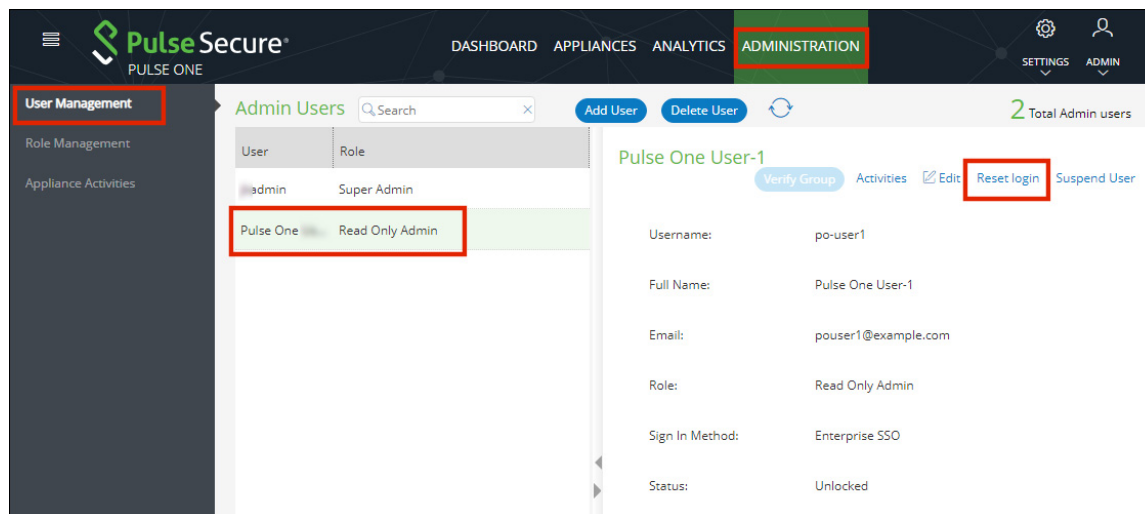 Pulse Secure®
PULSE ONE
DASHBOARD APPLIANCES ANALYTICS ADMINISTRATION
SETTINGS ADMIN
User Management
Role Management
Appliance Activities
Admin Users Search × Add User Delete User 2 Total Admin users
User Role
admin Super Admin
Pulse One Read Only Admin
Pulse One User-1
Verify Group Activities Edit Reset login Suspend User
Username: po-user1
Full Name: Pulse One User-1
Email: pouser1@example.com
Role: Read Only Admin
Sign In Method: Enterprise SSO
Status: Unlocked